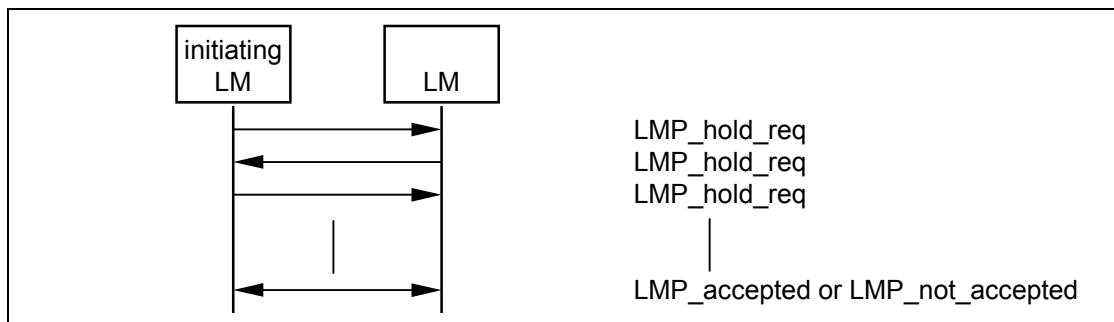 initiating
LM
LM
LMP_hold_req
LMP_hold_req
LMP_hold_req
LMP_accepted or LMP_not_accepted